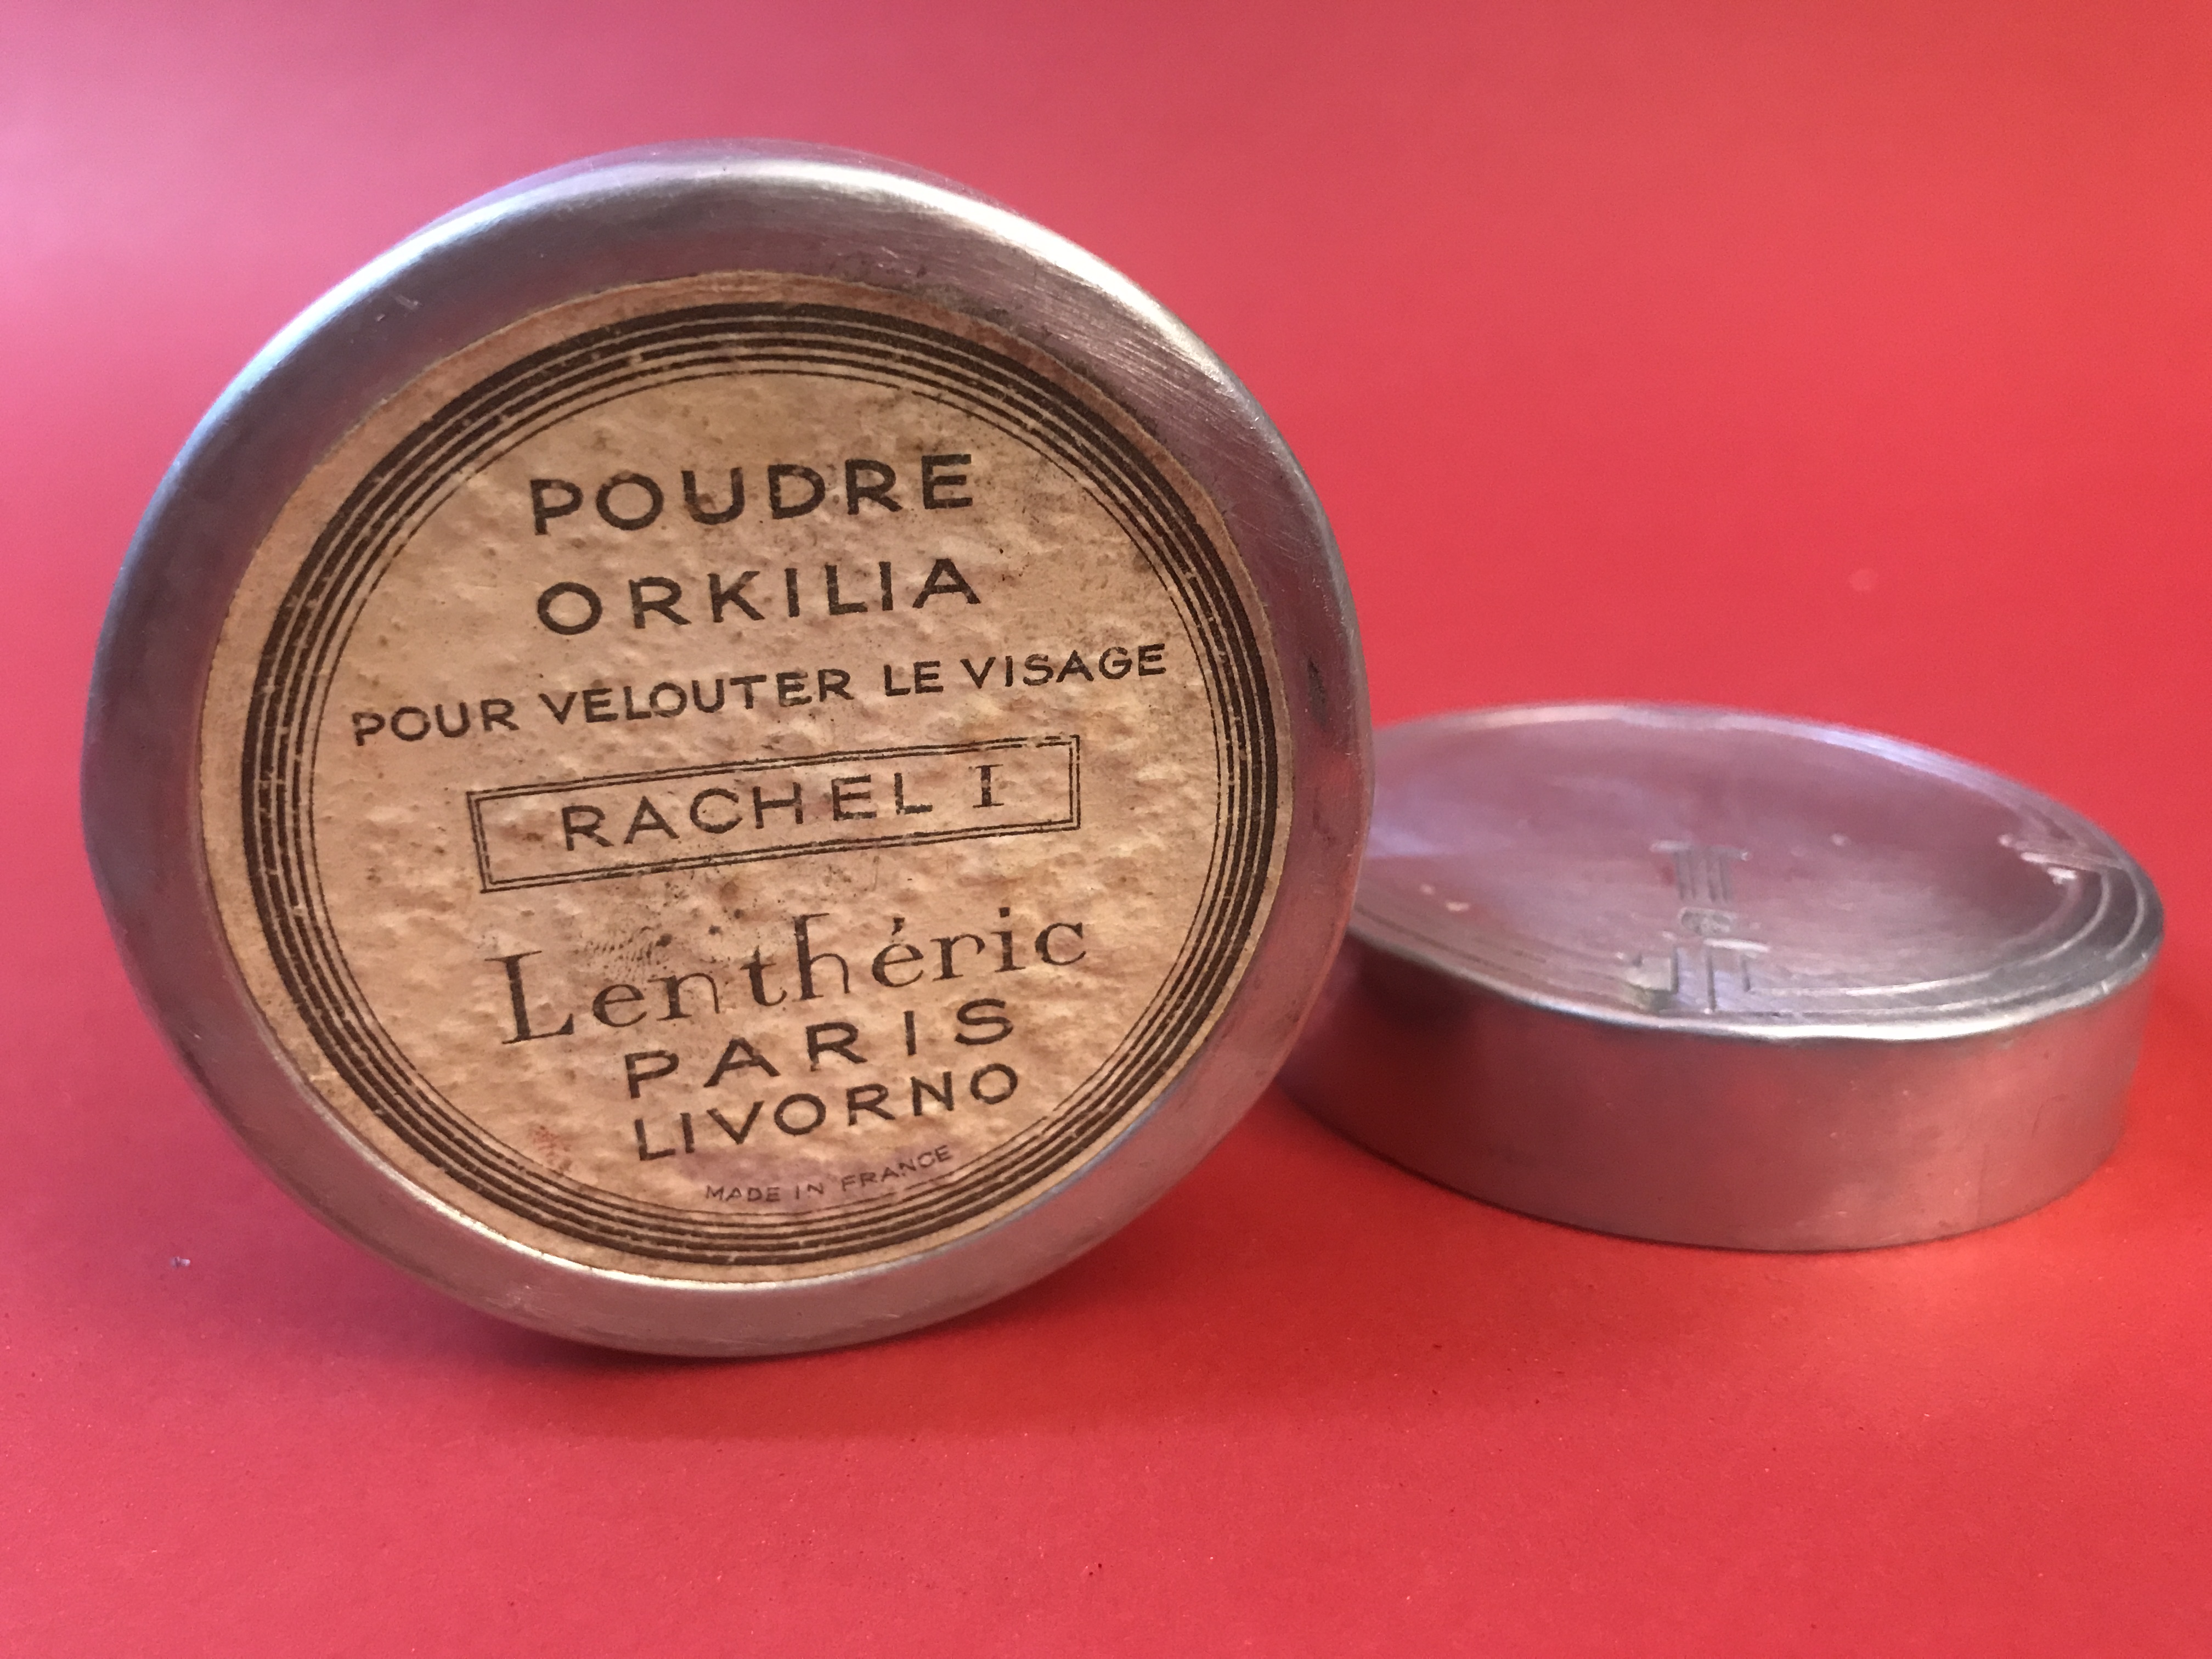 POUDRE
ORKILIA
POUR VELOUTER LE VISAGE
RACHEL I
Lenthéric
PARIS
LIVORNO
MADE IN FRANCE